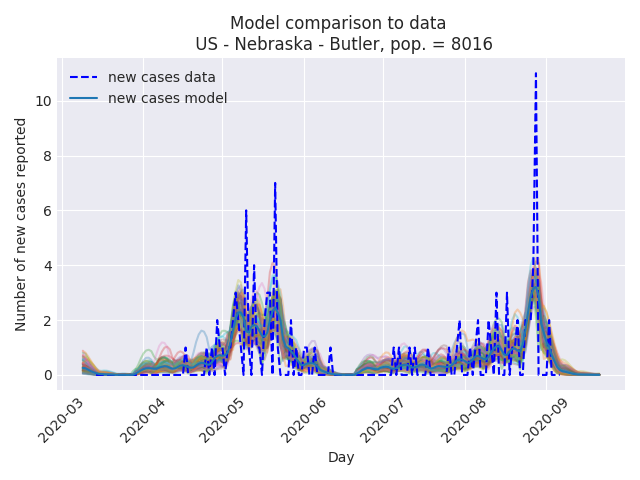 Model comparison to data
US - Nebraska - Butler, pop. = 8016
new cases data
new cases model
Number of new cases reported
10
8
6
4
2
0
2020-03
2020-04
2020-05
2020-06
2020-07
2020-08
2020-09
Day